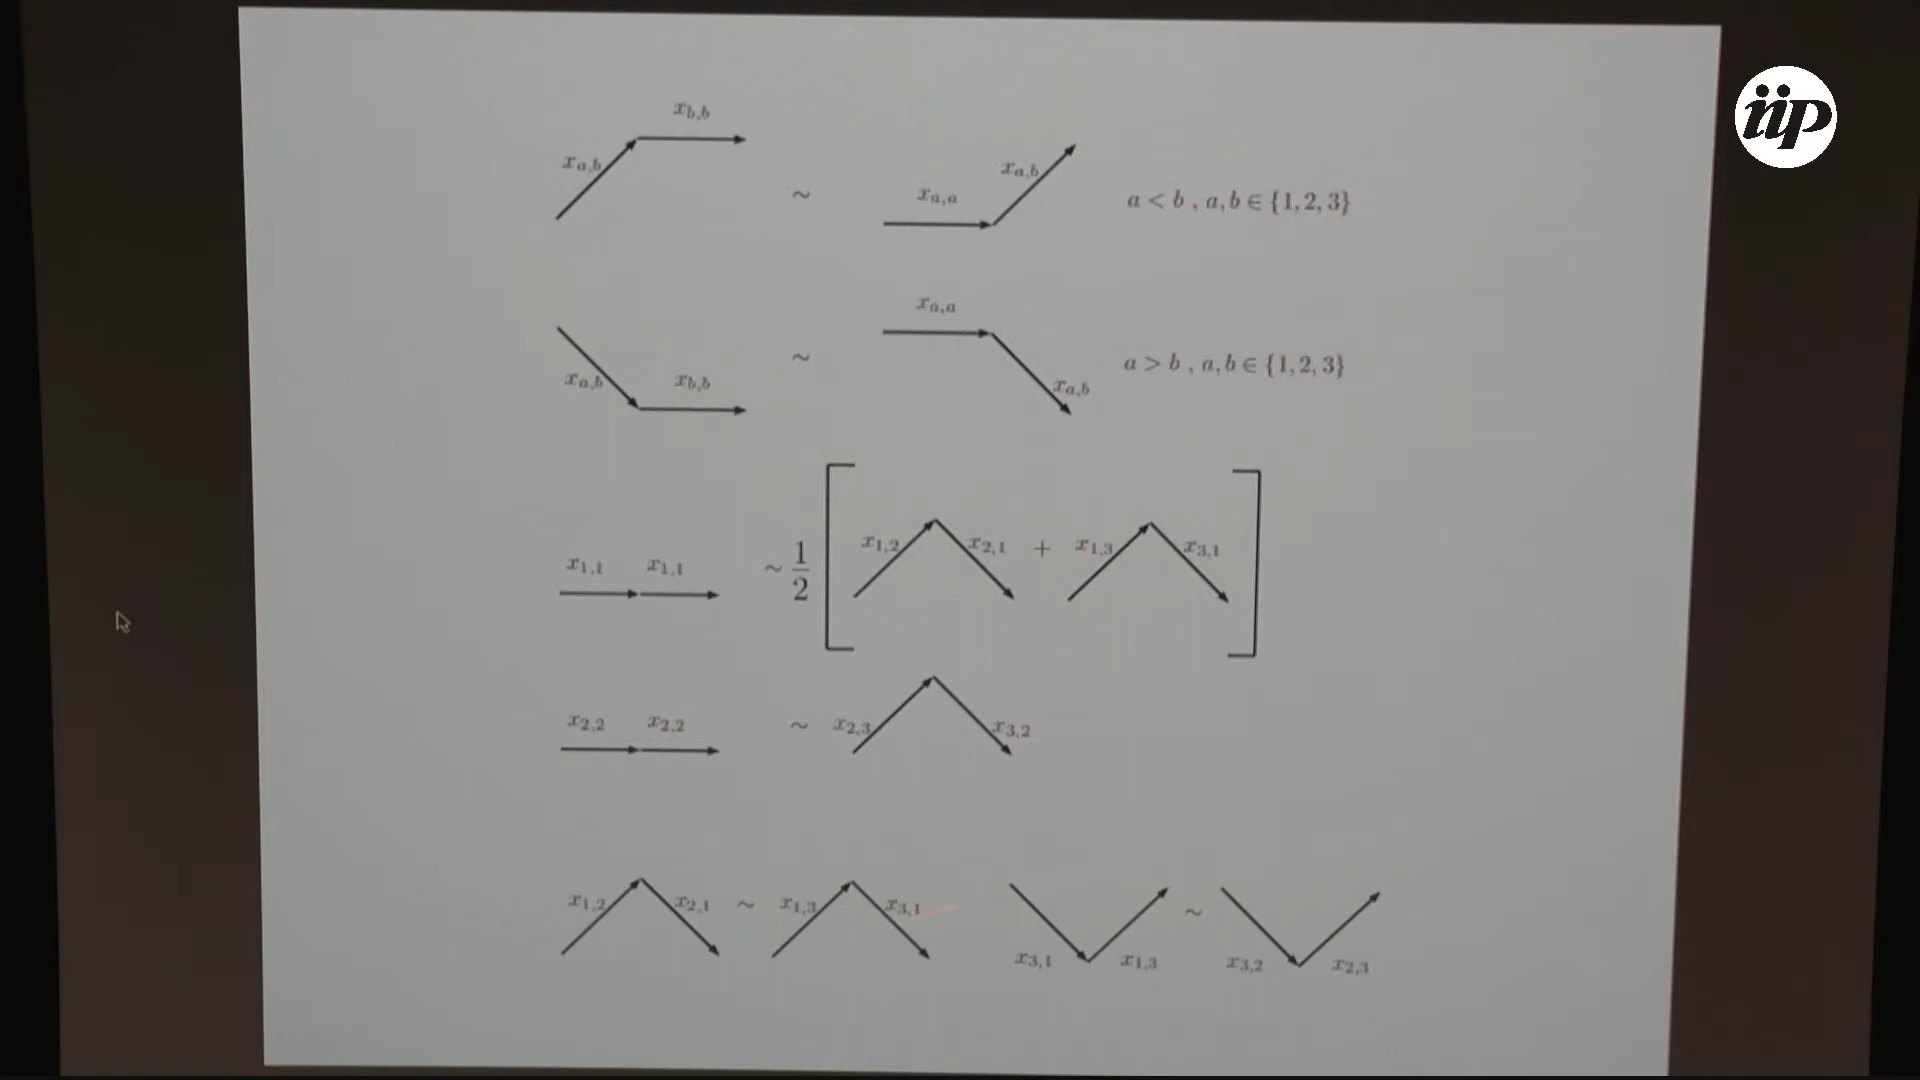 iip
x_{b,b}
x_{a,b} ~ x_{a,a} x_{a,b} a < b , a, b ∈ {1, 2, 3}
x_{a,a}
x_{a,b} x_{b,b} ~ x_{a,b} a > b , a, b ∈ {1, 2, 3}
x_{1,1} x_{1,1} ~ 1/2 [ x_{1,2} x_{2,1} + x_{1,3} x_{3,1} ]
x_{2,2} x_{2,2} ~ x_{2,3} x_{3,2}
x_{1,2} x_{2,1} ~ x_{1,3} x_{3,1} x_{3,1} x_{1,3} ~ x_{3,2} x_{2,3}